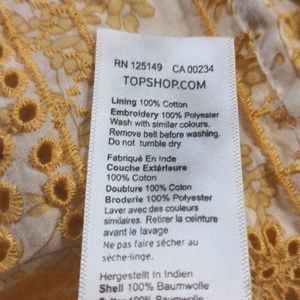 RN 125149 CA 00234
TOPSHOP.COM
Lining 100% Cotton
Embroidery 100% Polyester
Wash with similar colours.
Remove belt before washing.
Do not tumble dry.
Fabriqué En Inde
Couche Extérieure
100% Coton
Doublure 100% Coton
Broderie 100% Polyester
Laver avec des couleurs
similaires. Retirer la ceinture
avant le lavage
Ne pas faire sécher au
sèche-linge.
Hergestellt In Indien
Shell 100% Baumwolle
100% Baumwolle